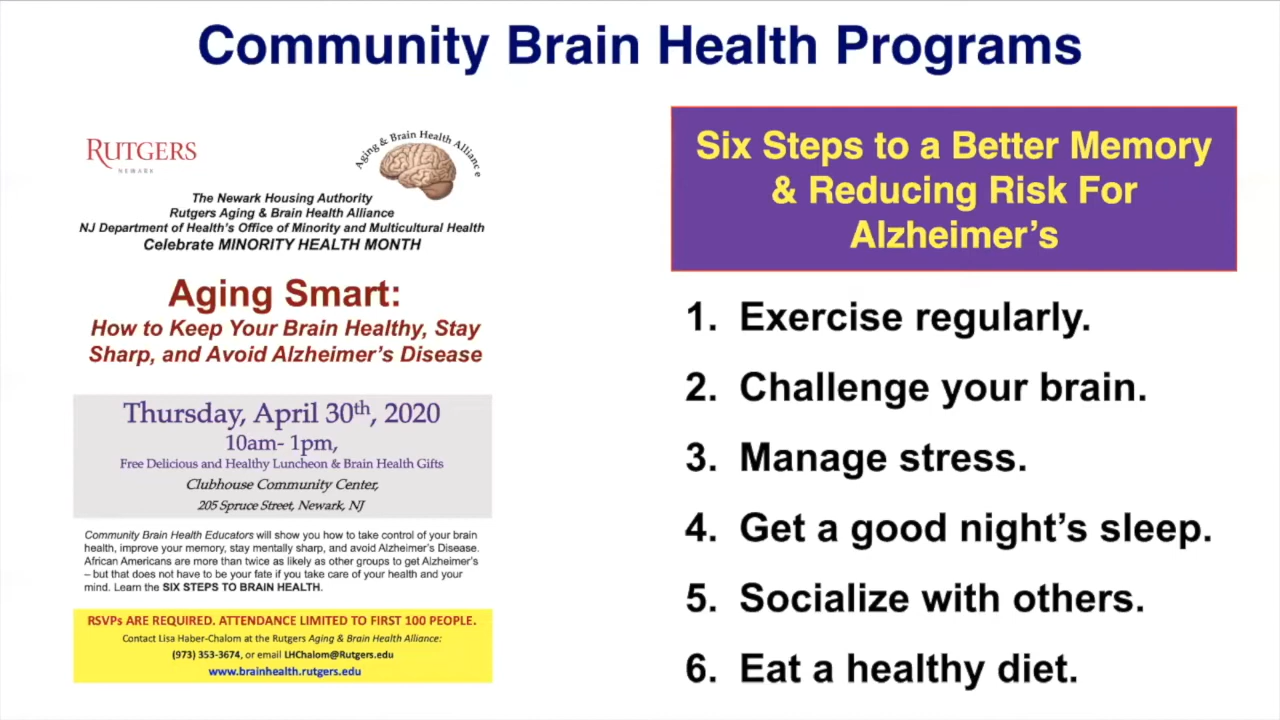 Community Brain Health Programs
RUTGERS
NEWARK
Aging & Brain Health Alliance
The Newark Housing Authority
Rutgers Aging & Brain Health Alliance
NJ Department of Health's Office of Minority and Multicultural Health
Celebrate MINORITY HEALTH MONTH
Aging Smart:
How to Keep Your Brain Healthy, Stay
Sharp, and Avoid Alzheimer's Disease
Thursday, April 30th, 2020
10am- 1pm,
Free Delicious and Healthy Luncheon & Brain Health Gifts
Clubhouse Community Center,
205 Spruce Street, Newark, NJ
Community Brain Health Educators will show you how to take control of your brain
health, improve your memory, stay mentally sharp, and avoid Alzheimer's Disease.
African Americans are more than twice as likely as other groups to get Alzheimer's
– but that does not have to be your fate if you take care of your health and your
mind. Learn the SIX STEPS TO BRAIN HEALTH.
RSVPs ARE REQUIRED. ATTENDANCE LIMITED TO FIRST 100 PEOPLE.
Contact Lisa Haber-Chalom at the Rutgers Aging & Brain Health Alliance:
(973) 353-3674, or email LHChalom@Rutgers.edu
www.brainhealth.rutgers.edu
Six Steps to a Better Memory
& Reducing Risk For
Alzheimer's
1. Exercise regularly.
2. Challenge your brain.
3. Manage stress.
4. Get a good night's sleep.
5. Socialize with others.
6. Eat a healthy diet.